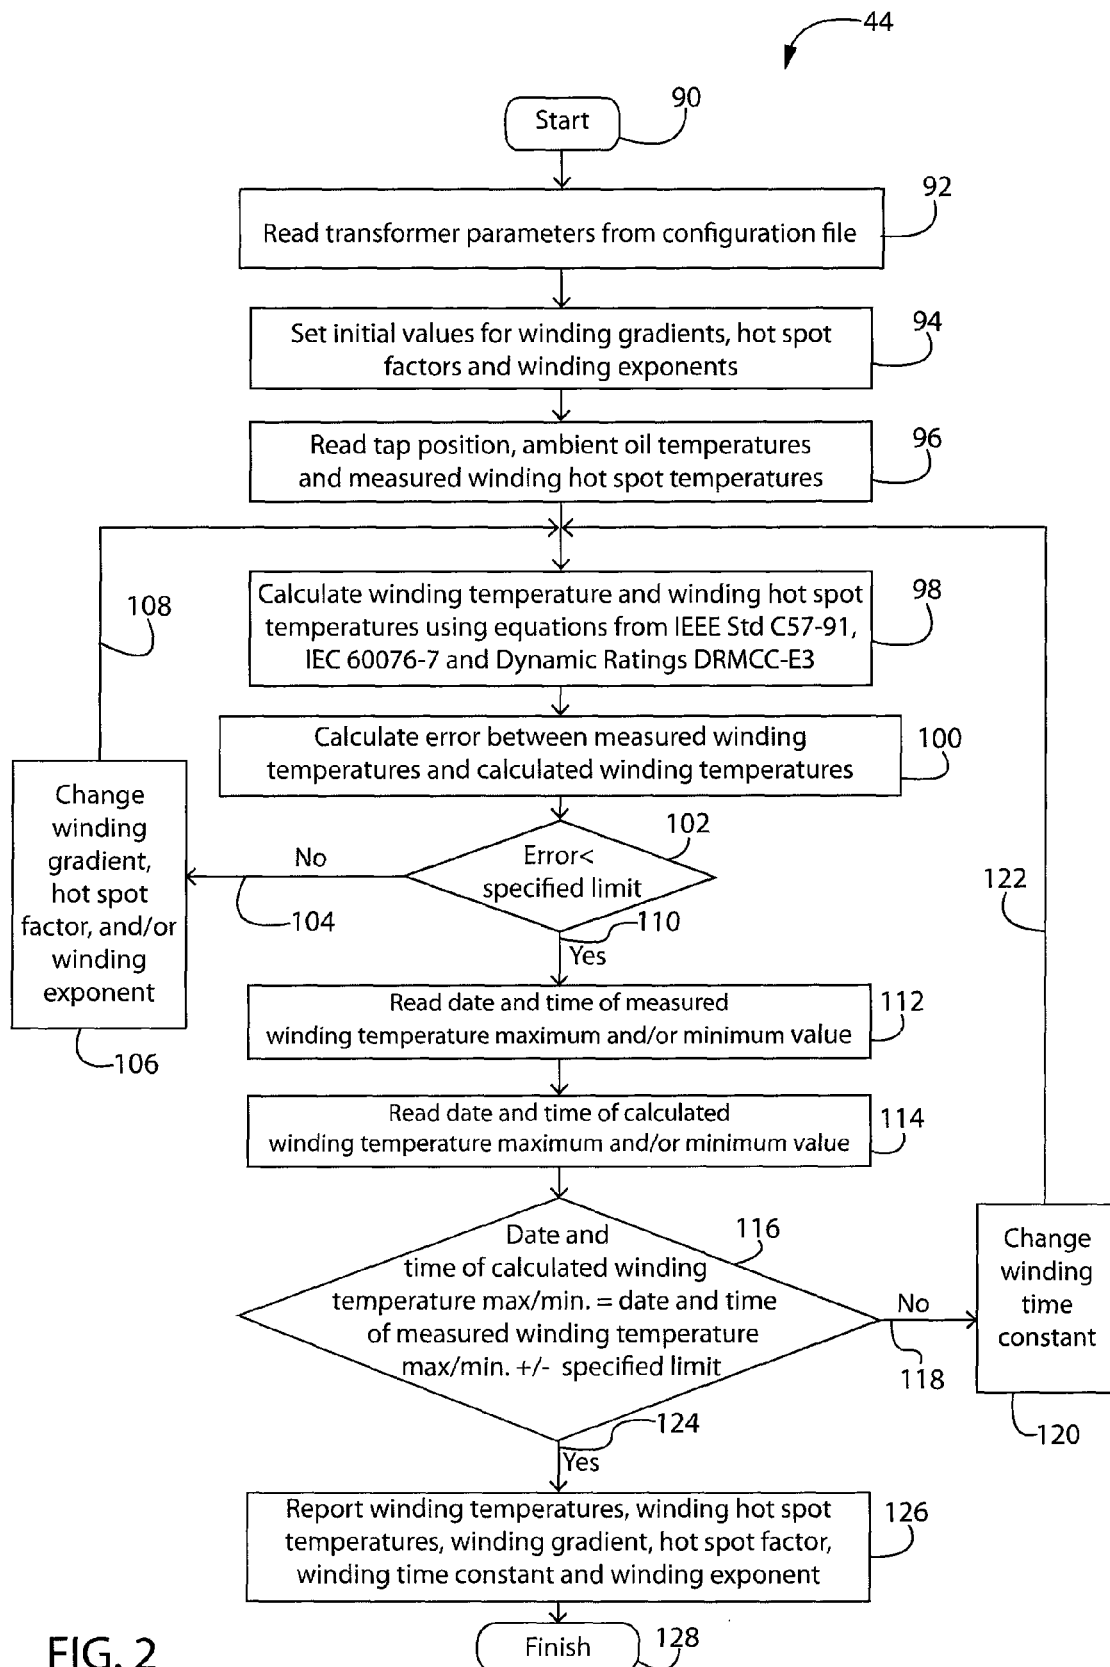 44
Start
90
Read transformer parameters from configuration file
92
Set initial values for winding gradients, hot spot
factors and winding exponents
94
Read tap position, ambient oil temperatures
and measured winding hot spot temperatures
96
108
Calculate winding temperature and winding hot spot
temperatures using equations from IEEE Std C57-91,
IEC 60076-7 and Dynamic Ratings DRMCC-E3
98
Calculate error between measured winding
temperatures and calculated winding temperatures
100
Change
winding
gradient,
hot spot
factor, and/or
winding
exponent
106
No
104
Error<
specified limit
102
110
Yes
122
Read date and time of measured
winding temperature maximum and/or minimum value
112
Read date and time of calculated
winding temperature maximum and/or minimum value
114
Date and
time of calculated winding
temperature max/min. = date and time
of measured winding temperature
max/min. +/- specified limit
116
No
118
Change
winding
time
constant
120
124
Yes
Report winding temperatures, winding hot spot
temperatures, winding gradient, hot spot factor,
winding time constant and winding exponent
126
Finish
128
FIG. 2